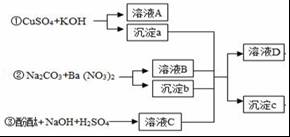 ①CuSO₄+KOH
溶液A
沉淀a
② Na₂CO₃+Ba (NO₃)₂
溶液B
沉淀b
③酚酞+NaOH+H₂SO₄
溶液C
溶液D
沉淀c